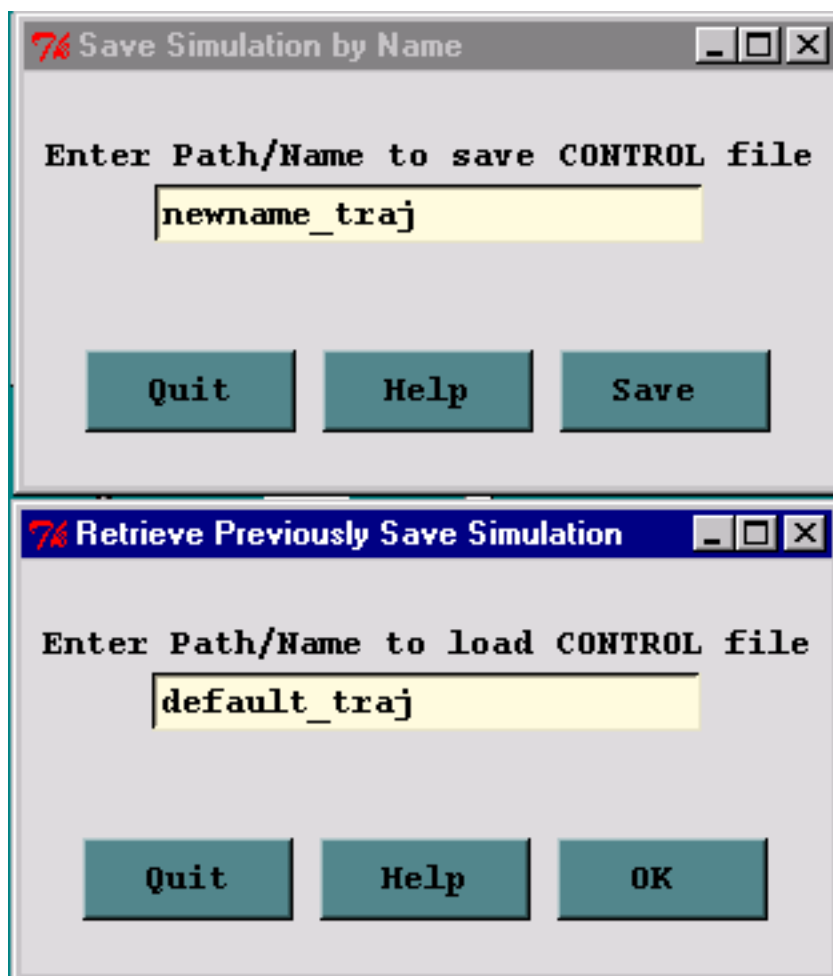 Save Simulation by Name
Enter Path/Name to save CONTROL file
newname_traj
Quit Help Save
Retrieve Previously Save Simulation
Enter Path/Name to load CONTROL file
default_traj
Quit Help OK